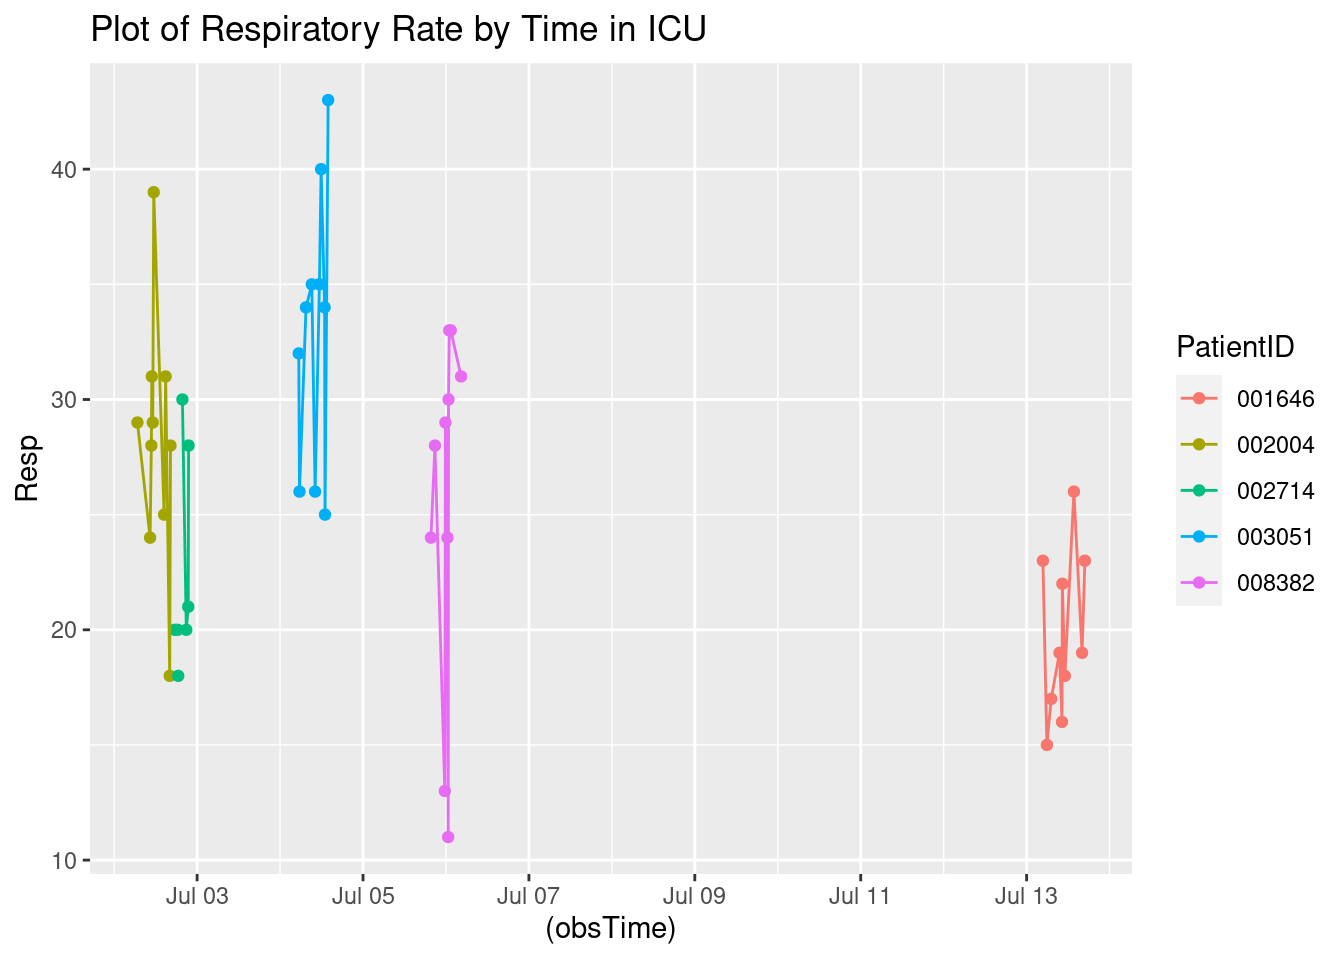 Plot of Respiratory Rate by Time in ICU
Resp
40
30
20
10
Jul 03 Jul 05 Jul 07 Jul 09 Jul 11 Jul 13
(obsTime)
PatientID
001646
002004
002714
003051
008382